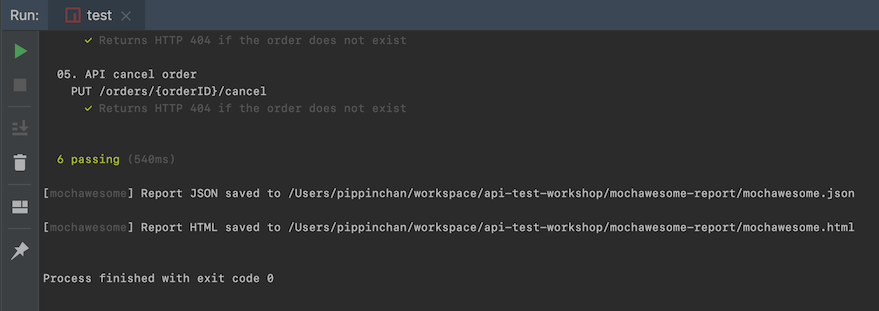 Run: test
✓ Returns HTTP 404 if the order does not exist
05. API cancel order
PUT /orders/{orderID}/cancel
✓ Returns HTTP 404 if the order does not exist
6 passing (540ms)
[mochawesome] Report JSON saved to /Users/pippinchan/workspace/api-test-workshop/mochawesome-report/mochawesome.json
[mochawesome] Report HTML saved to /Users/pippinchan/workspace/api-test-workshop/mochawesome-report/mochawesome.html
Process finished with exit code 0